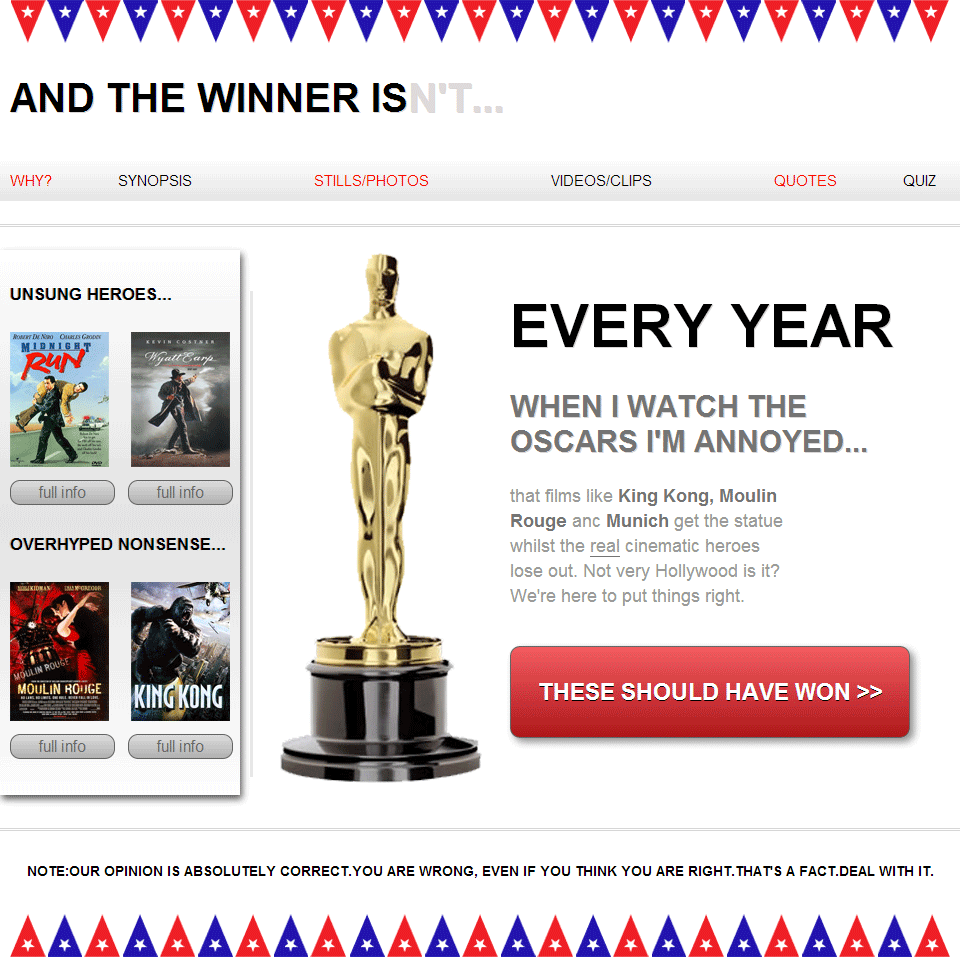 AND THE WINNER ISN'T...
WHY? SYNOPSIS STILLS/PHOTOS VIDEOS/CLIPS QUOTES QUIZ
UNSUNG HEROES...
ROBERT DE NIRO CHARLES GRODIN
MIDNIGHT
RUN
KEVIN COSTNER
Wyatt Earp
full info full info
OVERHYPED NONSENSE...
MOULIN ROUGE
MOULIN ROUGE
KING KONG
full info full info
EVERY YEAR
WHEN I WATCH THE
OSCARS I'M ANNOYED...
that films like King Kong, Moulin
Rouge anc Munich get the statue
whilst the real cinematic heroes
lose out. Not very Hollywood is it?
We're here to put things right.
THESE SHOULD HAVE WON >>
NOTE:OUR OPINION IS ABSOLUTELY CORRECT.YOU ARE WRONG, EVEN IF YOU THINK YOU ARE RIGHT.THAT'S A FACT.DEAL WITH IT.